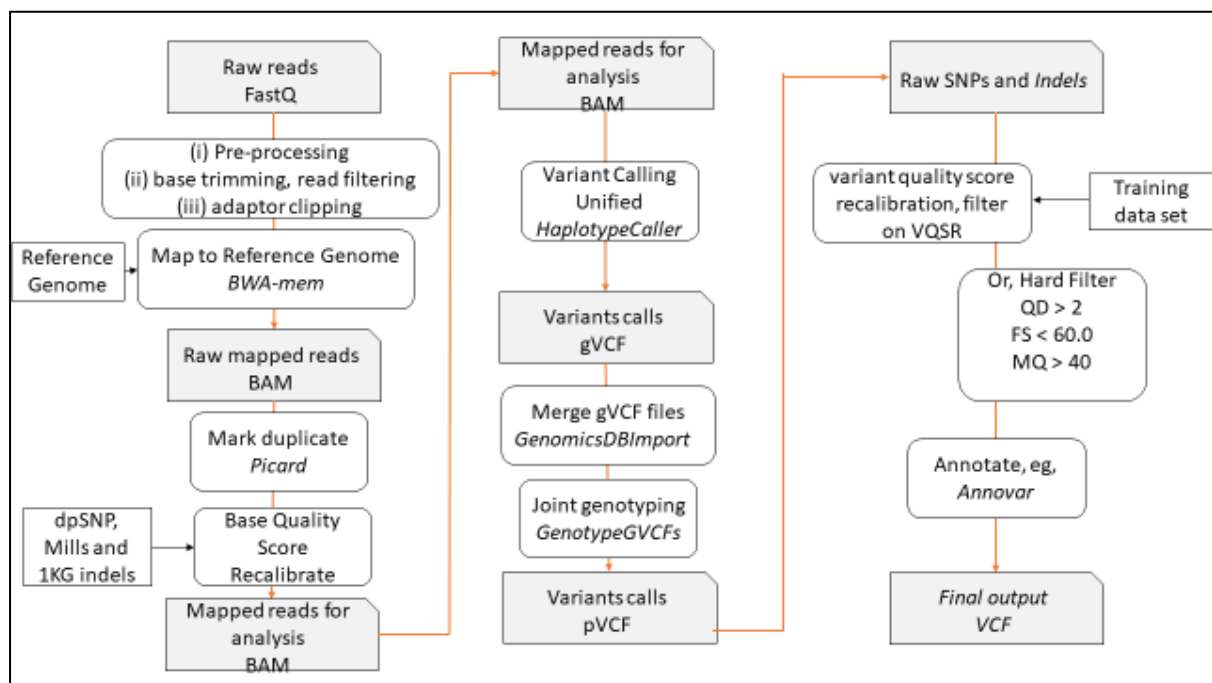 Raw reads
FastQ
(i) Pre-processing
(ii) base trimming, read filtering
(iii) adaptor clipping
Reference
Genome
Map to Reference Genome
BWA-mem
Raw mapped reads
BAM
Mark duplicate
Picard
dpSNP,
Mills and
1KG indels
Base Quality
Score
Recalibrate
Mapped reads for
analysis
BAM
Mapped reads for
analysis
BAM
Variant Calling
Unified
HaplotypeCaller
Variants calls
gVCF
Merge gVCF files
GenomicsDBImport
Joint genotyping
GenotypeGVCFs
Variants calls
pVCF
Raw SNPs and Indels
variant quality score
recalibration, filter
on VQSR
Training
data set
Or, Hard Filter
QD > 2
FS < 60.0
MQ > 40
Annotate, eg,
Annovar
Final output
VCF